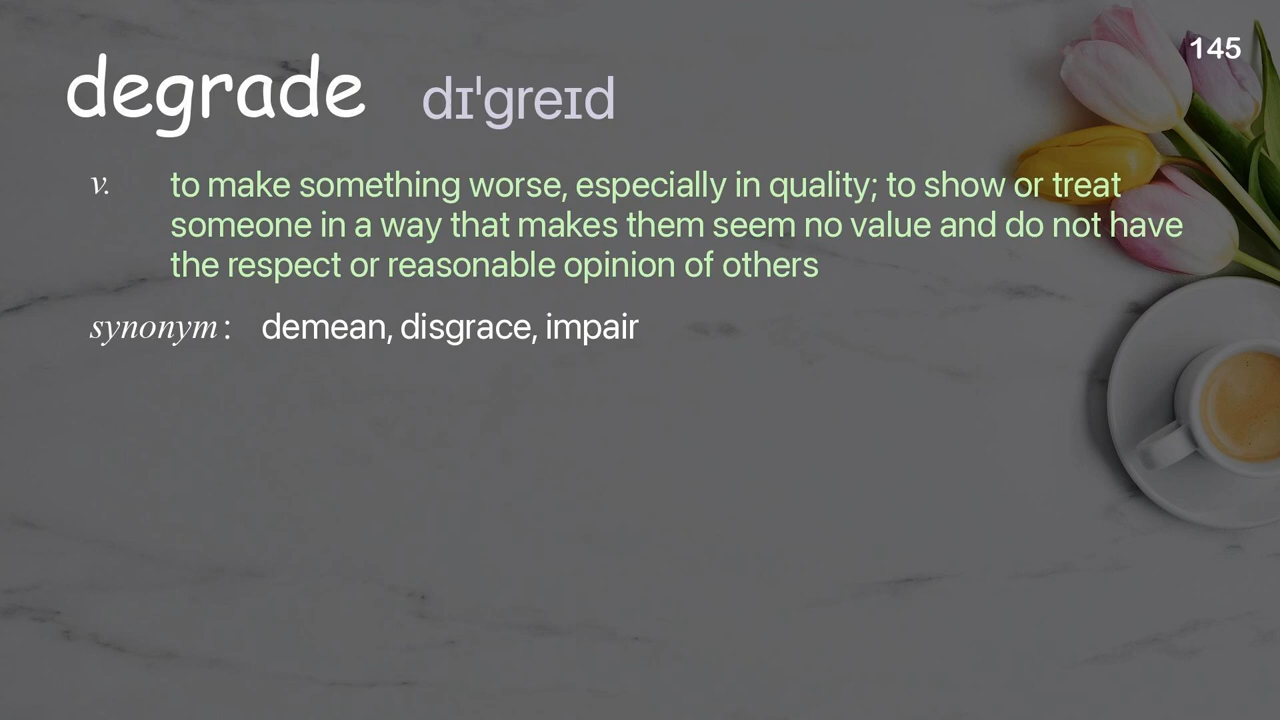 145
degrade dɪˈgreɪd
v. to make something worse, especially in quality; to show or treat
someone in a way that makes them seem no value and do not have
the respect or reasonable opinion of others
synonym : demean, disgrace, impair